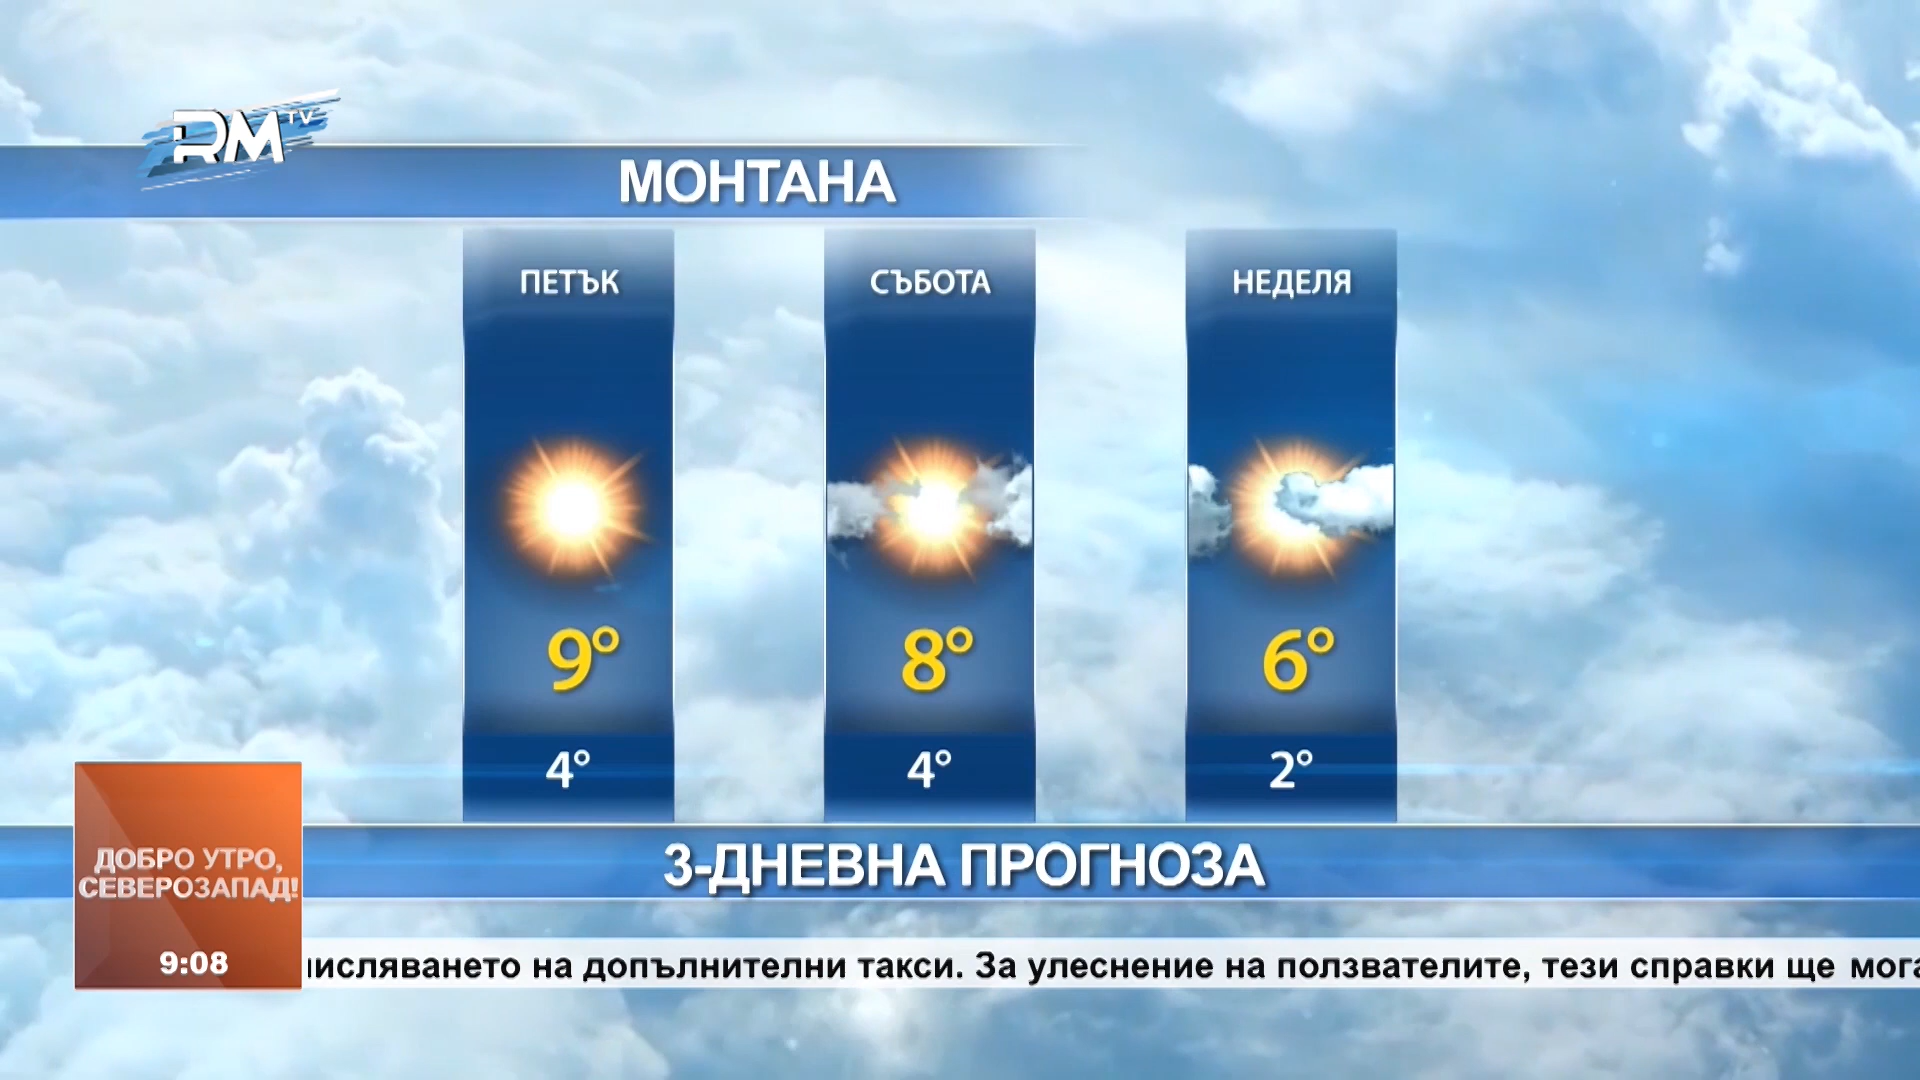 RM TV
МОНТАНА
ПЕТЪК СЪБОТА НЕДЕЛЯ
9° 8° 6°
4° 4° 2°
3-ДНЕВНА ПРОГНОЗА
ДОБРО УТРО,
СЕВЕРОЗАПАД!
9:08
числяването на допълнителни такси. За улеснение на ползвателите, тези справки ще мога